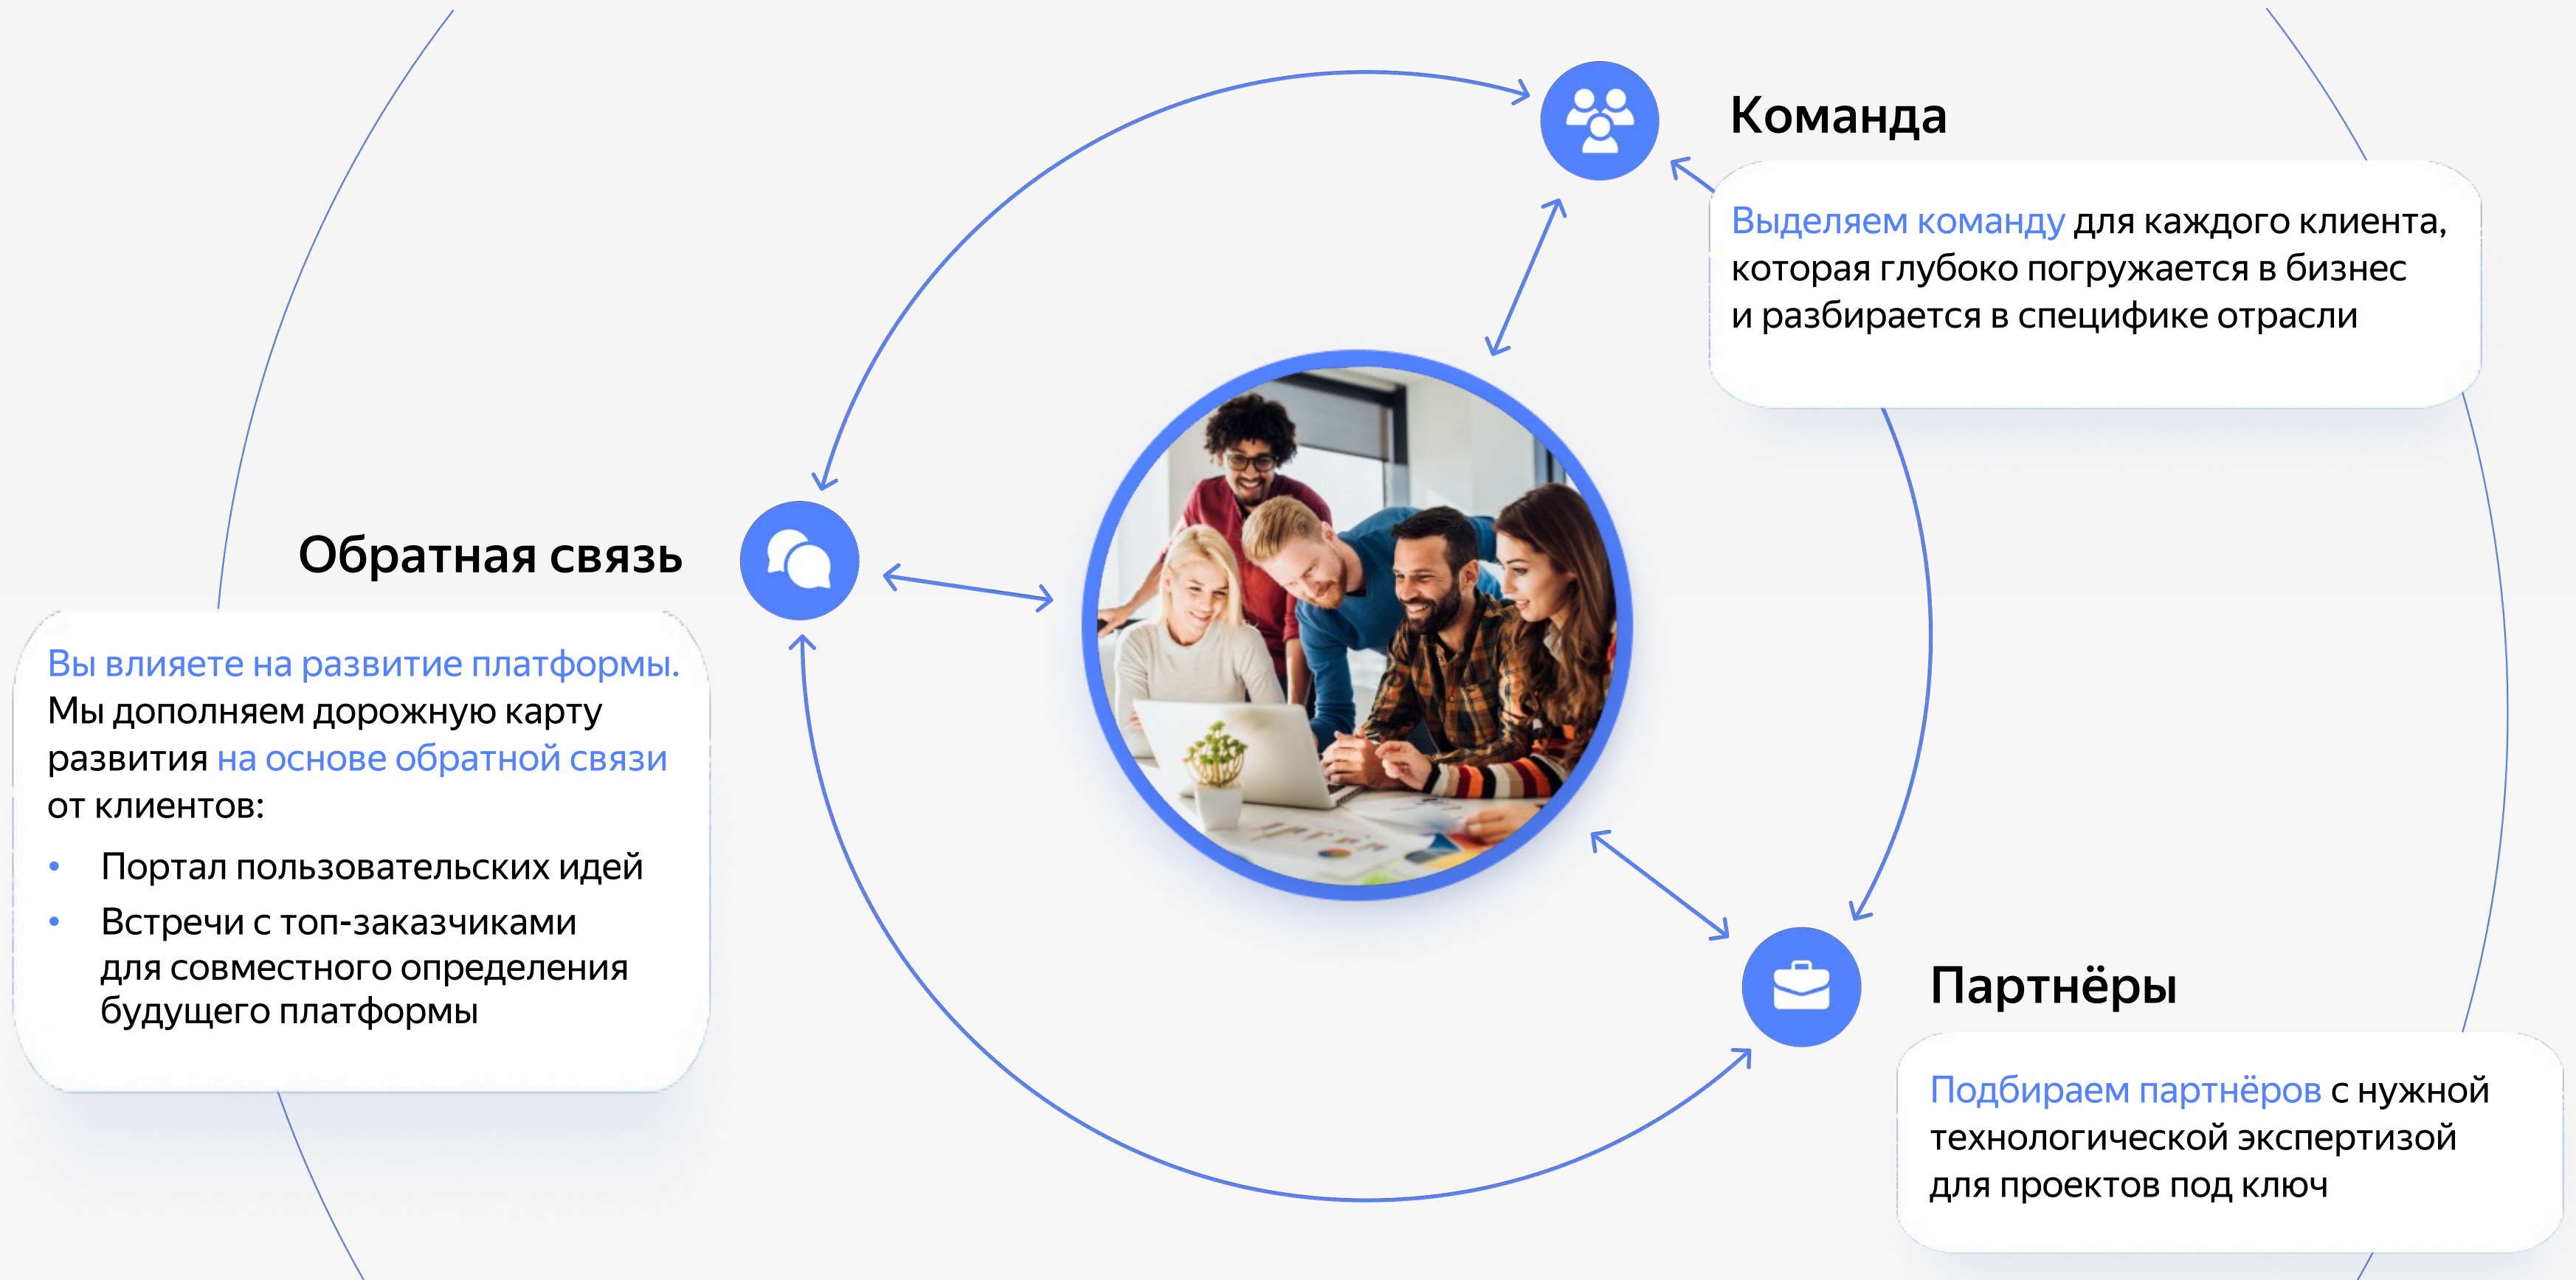 Команда
Выделяем команду для каждого клиента,
которая глубоко погружается в бизнес
и разбирается в специфике отрасли
Обратная связь
Вы влияете на развитие платформы.
Мы дополняем дорожную карту
развития на основе обратной связи
от клиентов:
• Портал пользовательских идей
• Встречи с топ-заказчиками
для совместного определения
будущего платформы
Партнёры
Подбираем партнёров с нужной
технологической экспертизой
для проектов под ключ